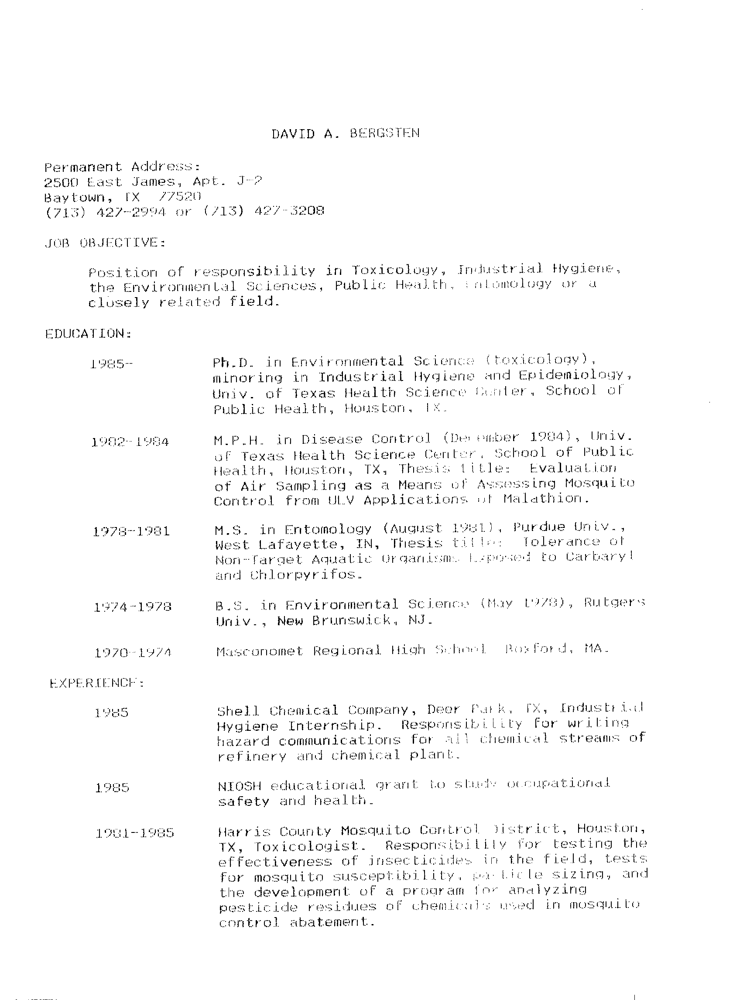 DAVID A. BERGSTEN
Permanent Address:
2500 East James, Apt. J-2
Baytown, TX 77520
(713) 427-2994 or (713) 427-3208
JOB OBJECTIVE:
Position of responsibility in Toxicology, Industrial Hygiene,
the Environmental Sciences, Public Health, Entomology or a
closely related field.
EDUCATION:
1985- Ph.D. in Environmental Science (toxicology),
minoring in Industrial Hygiene and Epidemiology,
Univ. of Texas Health Science Center, School of
Public Health, Houston, TX.
1982-1984 M.P.H. in Disease Control (December 1984), Univ.
of Texas Health Science Center, School of Public
Health, Houston, TX, Thesis title: Evaluation
of Air Sampling as a Means of Assessing Mosquito
Control from ULV Applications of Malathion.
1978-1981 M.S. in Entomology (August 1981), Purdue Univ.,
West Lafayette, IN, Thesis title: Tolerance of
Non-Target Aquatic Organisms Exposed to Carbaryl
and Chlorpyrifos.
1974-1978 B.S. in Environmental Science (May 1978), Rutgers
Univ., New Brunswick, NJ.
1970-1974 Masconomet Regional High School Boxford, MA.
EXPERIENCE:
1985 Shell Chemical Company, Deer Park, TX, Industrial
Hygiene Internship. Responsibility for writing
hazard communications for all chemical streams of
refinery and chemical plant.
1985 NIOSH educational grant to study occupational
safety and health.
1981-1985 Harris County Mosquito Control District, Houston,
TX, Toxicologist. Responsibility for testing the
effectiveness of insecticides in the field, tests
for mosquito susceptibility, particle sizing, and
the development of a program for analyzing
pesticide residues of chemicals used in mosquito
control abatement.